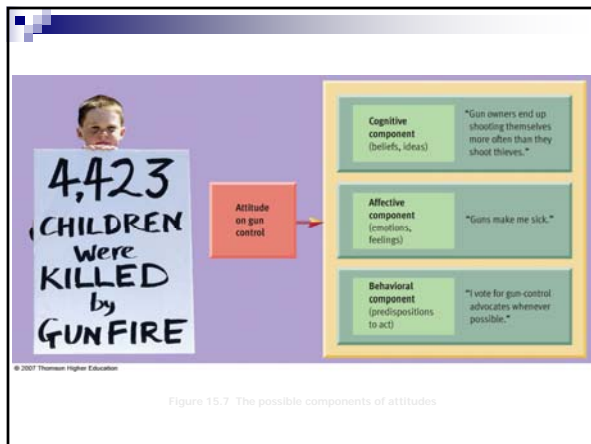 4,423
CHILDREN
Were
KILLED
by
GUNFIRE
Attitude
on gun
control
Cognitive
component
(beliefs, ideas)
"Gun owners end up
shooting themselves
more often than they
shoot thieves."
Affective
component
(emotions,
feelings)
"Guns make me sick."
Behavioral
component
(predispositions
to act)
"I vote for gun-control
advocates whenever
possible."
© 2007 Thomson Higher Education
Figure 15.7 The possible components of attitudes